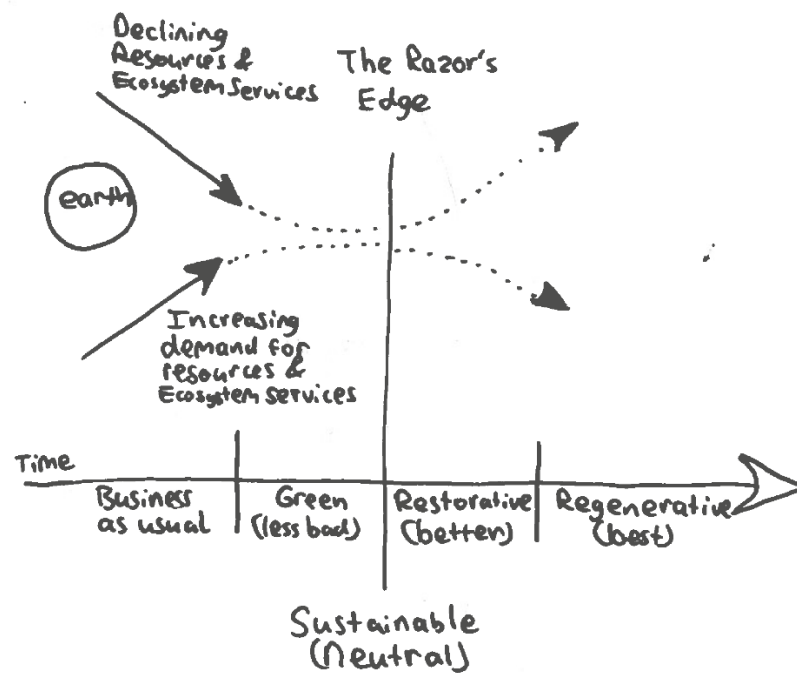 Declining
Resources &
Ecosystem Services
The Razor's
Edge
earth
Increasing
demand for
resources &
Ecosystem services
Time
Business
as usual
Green
(less bad)
Restorative
(better)
Regenerative
(best)
Sustainable
(Neutral)